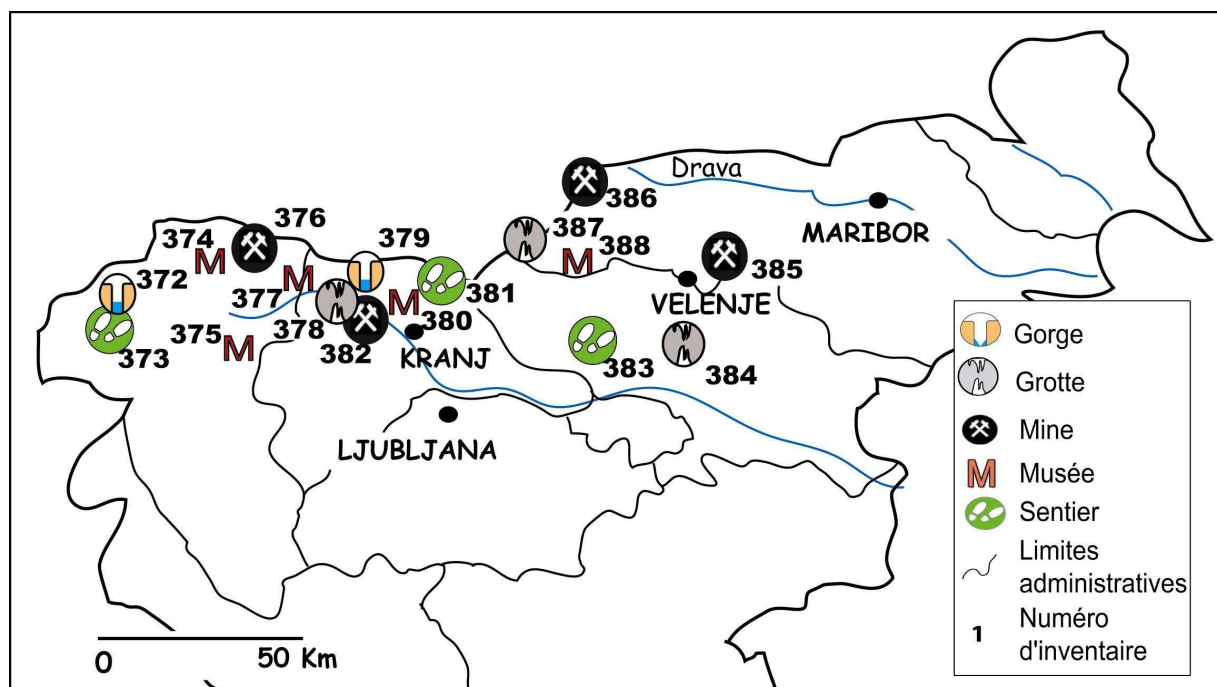 Drava
386
MARIBOR
376
374
387
379
388
372
385
377
381
VELENJE
375
378
380
373
382
KRANJ
383
384
LJUBLJANA
0
50 Km
Gorge
Grotte
Mine
M
Musée
Sentier
Limites
administratives
1
Numéro
d'inventaire
M
M
M
M
M